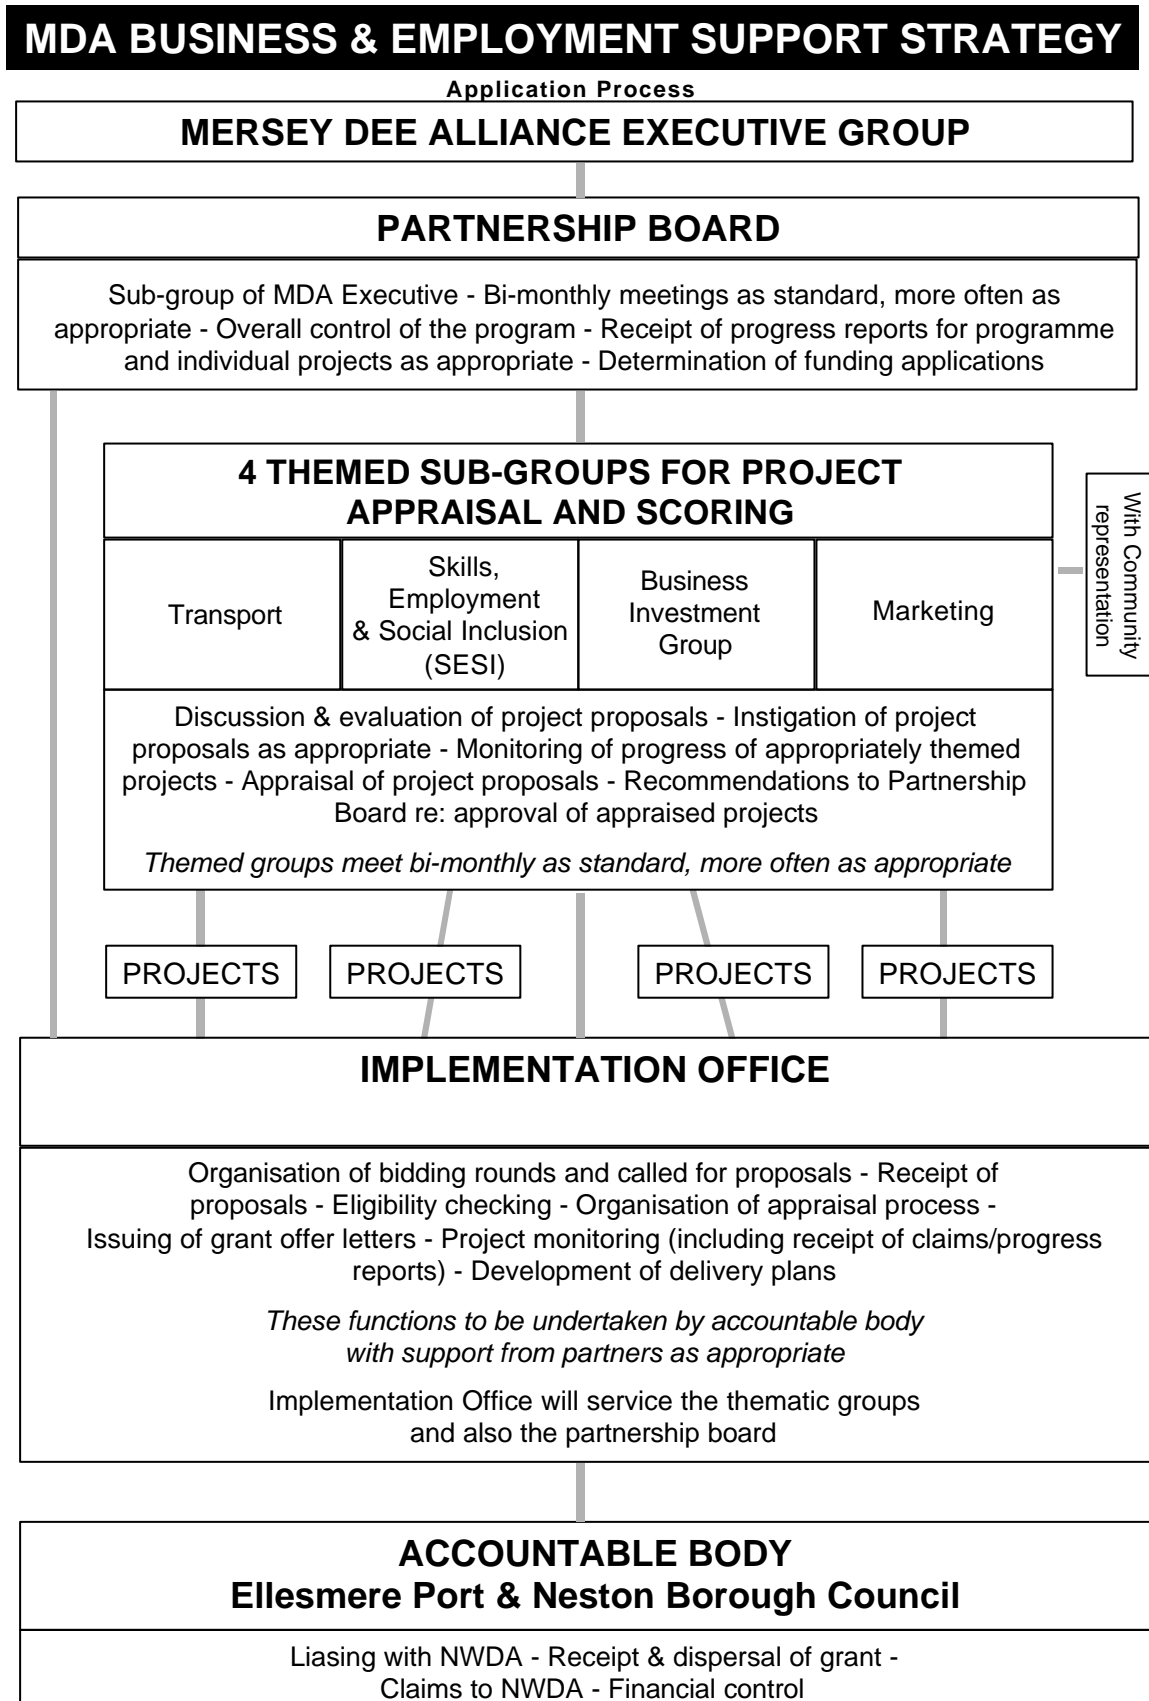 MDA BUSINESS & EMPLOYMENT SUPPORT STRATEGY
Application Process
MERSEY DEE ALLIANCE EXECUTIVE GROUP
PARTNERSHIP BOARD
Sub-group of MDA Executive - Bi-monthly meetings as standard, more often as
appropriate - Overall control of the program - Receipt of progress reports for programme
and individual projects as appropriate - Determination of funding applications
4 THEMED SUB-GROUPS FOR PROJECT
APPRAISAL AND SCORING
With Community
representation
Transport
Skills,
Employment
& Social Inclusion
(SESI)
Business
Investment
Group
Marketing
Discussion & evaluation of project proposals - Instigation of project
proposals as appropriate - Monitoring of progress of appropriately themed
projects - Appraisal of project proposals - Recommendations to Partnership
Board re: approval of appraised projects
Themed groups meet bi-monthly as standard, more often as appropriate
PROJECTS
PROJECTS
PROJECTS
PROJECTS
IMPLEMENTATION OFFICE
Organisation of bidding rounds and called for proposals - Receipt of
proposals - Eligibility checking - Organisation of appraisal process -
Issuing of grant offer letters - Project monitoring (including receipt of claims/progress
reports) - Development of delivery plans
These functions to be undertaken by accountable body
with support from partners as appropriate
Implementation Office will service the thematic groups
and also the partnership board
ACCOUNTABLE BODY
Ellesmere Port & Neston Borough Council
Liasing with NWDA - Receipt & dispersal of grant -
Claims to NWDA - Financial control